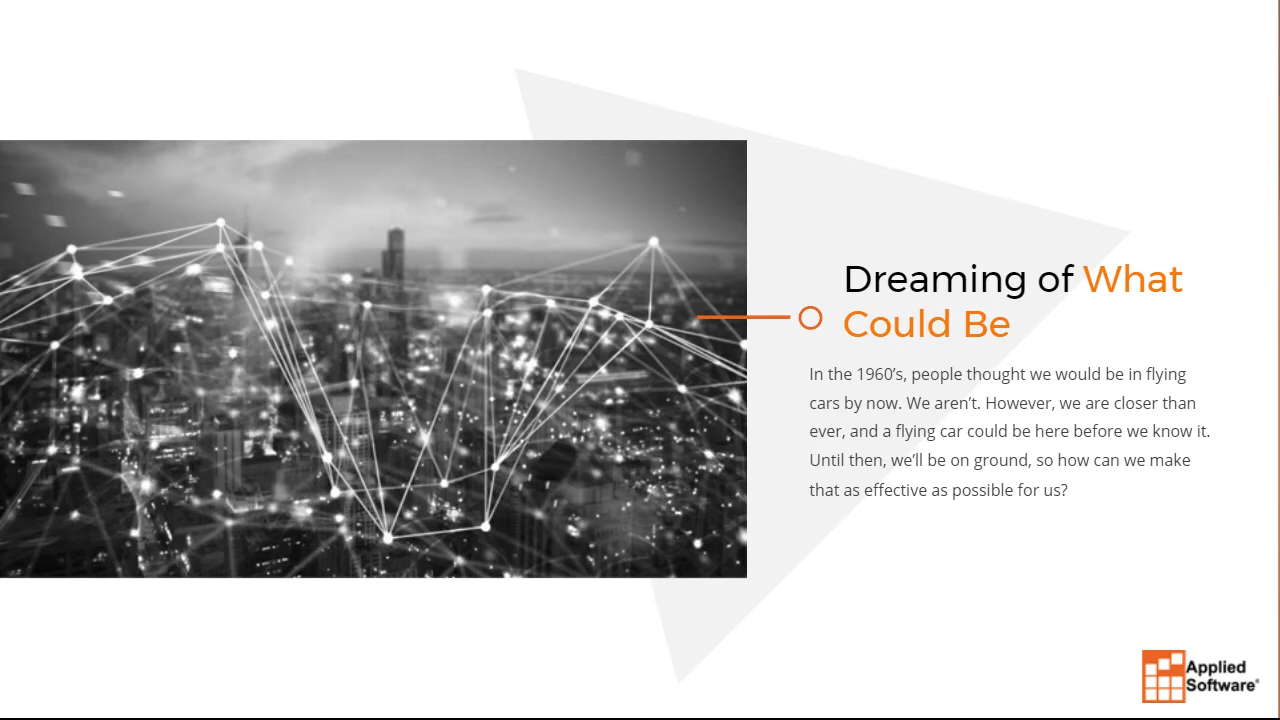 Dreaming of What
Could Be
In the 1960’s, people thought we would be in flying
cars by now. We aren’t. However, we are closer than
ever, and a flying car could be here before we know it.
Until then, we’ll be on ground, so how can we make
that as effective as possible for us?
Applied
Software®